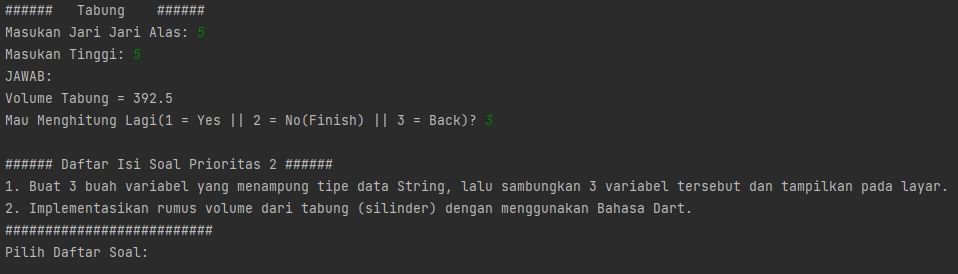 ######   Tabung    ######
Masukan Jari Jari Alas: 5
Masukan Tinggi: 5
JAWAB:
Volume Tabung = 392.5
Mau Menghitung Lagi(1 = Yes || 2 = No(Finish) || 3 = Back)? 3
###### Daftar Isi Soal Prioritas 2 ######
1. Buat 3 buah variabel yang menampung tipe data String, lalu sambungkan 3 variabel tersebut dan tampilkan pada layar.
2. Implementasikan rumus volume dari tabung (silinder) dengan menggunakan Bahasa Dart.
##########################
Pilih Daftar Soal: